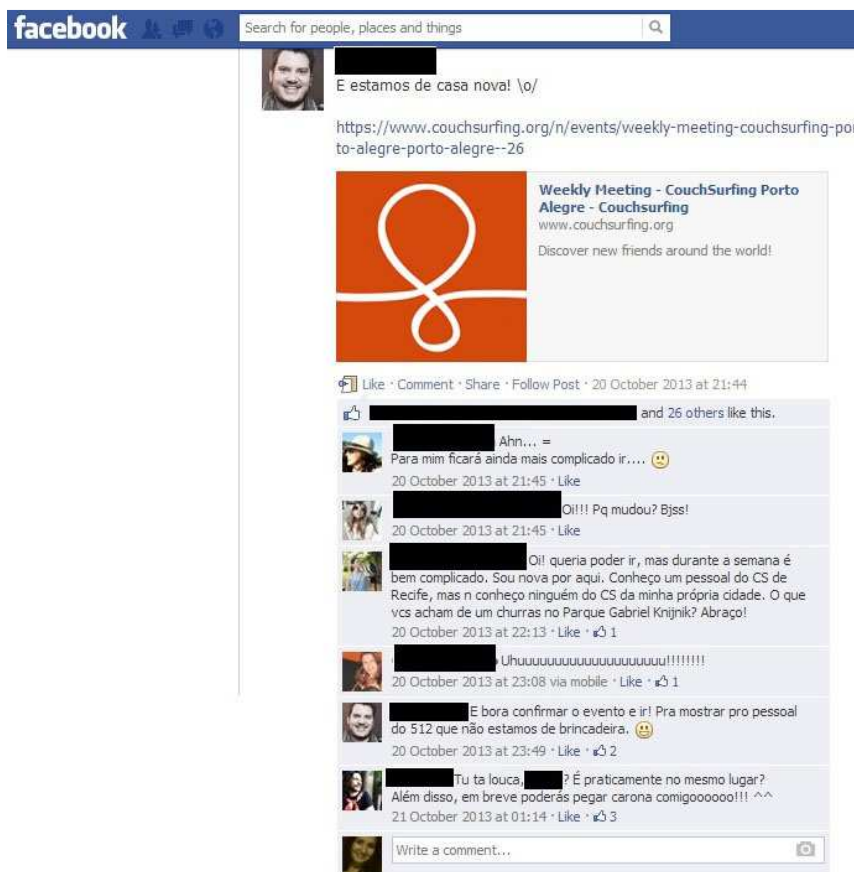 facebook
Search for people, places and things
E estamos de casa nova! \o/
https://www.couchsurfing.org/n/events/weekly-meeting-couchsurfing-por
to-alegre-porto-alegre--26
Weekly Meeting - CouchSurfing Porto
Alegre - Couchsurfing
www.couchsurfing.org
Discover new friends around the world!
Like · Comment · Share · Follow Post · 20 October 2013 at 21:44
and 26 others like this.
Ahn... =
Para mim ficará ainda mais complicado ir....
20 October 2013 at 21:45 · Like
Oi!!! Pq mudou? Bjss!
20 October 2013 at 21:45 · Like
Oi! queria poder ir, mas durante a semana é
bem complicado. Sou nova por aqui. Conheço um pessoal do CS de
Recife, mas n conheço ninguém do CS da minha própria cidade. O que
vcs acham de um churras no Parque Gabriel Knijnik? Abraço!
20 October 2013 at 22:13 · Like · 1
Uhuuuuuuuuuuuuuuuuuuuuu!!!!!!!!
20 October 2013 at 23:08 via mobile · Like · 1
E bora confirmar o evento e ir! Pra mostrar pro pessoal
do 512 que não estamos de brincadeira.
20 October 2013 at 23:49 · Like · 2
Tu ta louca, ? É praticamente no mesmo lugar?
Além disso, em breve poderás pegar carona comigoooooo!!! ^^
21 October 2013 at 01:14 · Like · 3
Write a comment...